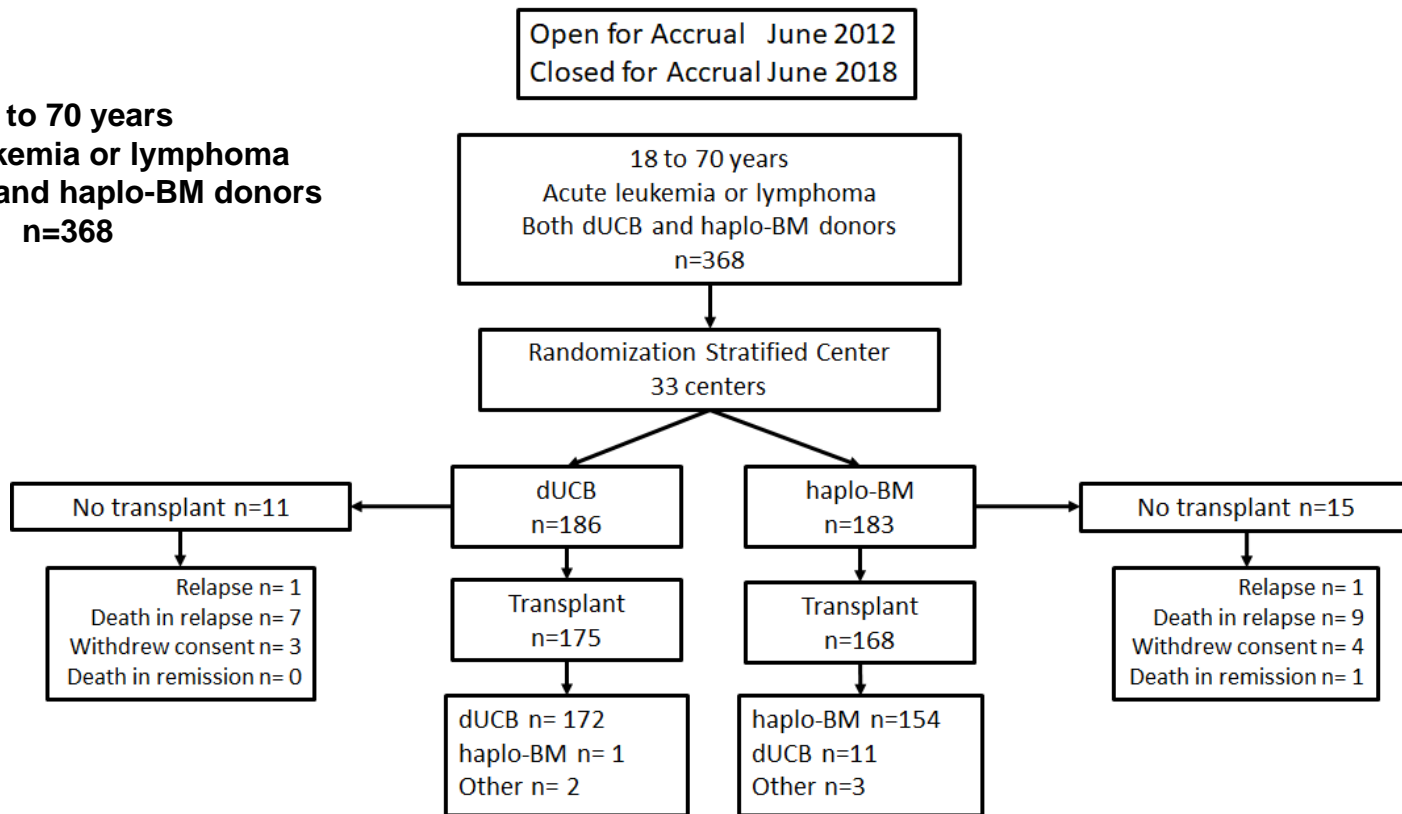 Open for Accrual   June 2012
Closed for Accrual June 2018
to 70 years
kemia or lymphoma
and haplo-BM donors
n=368
18 to 70 years
Acute leukemia or lymphoma
Both dUCB and haplo-BM donors
n=368
Randomization Stratified Center
33 centers
No transplant n=11
dUCB
n=186
haplo-BM
n=183
No transplant n=15
Relapse n= 1
Death in relapse n= 7
Withdrew consent n= 3
Death in remission n= 0
Transplant
n=175
Transplant
n=168
Relapse n= 1
Death in relapse n= 9
Withdrew consent n= 4
Death in remission n= 1
dUCB n= 172
haplo-BM n= 1
Other n= 2
haplo-BM n=154
dUCB n=11
Other n=3